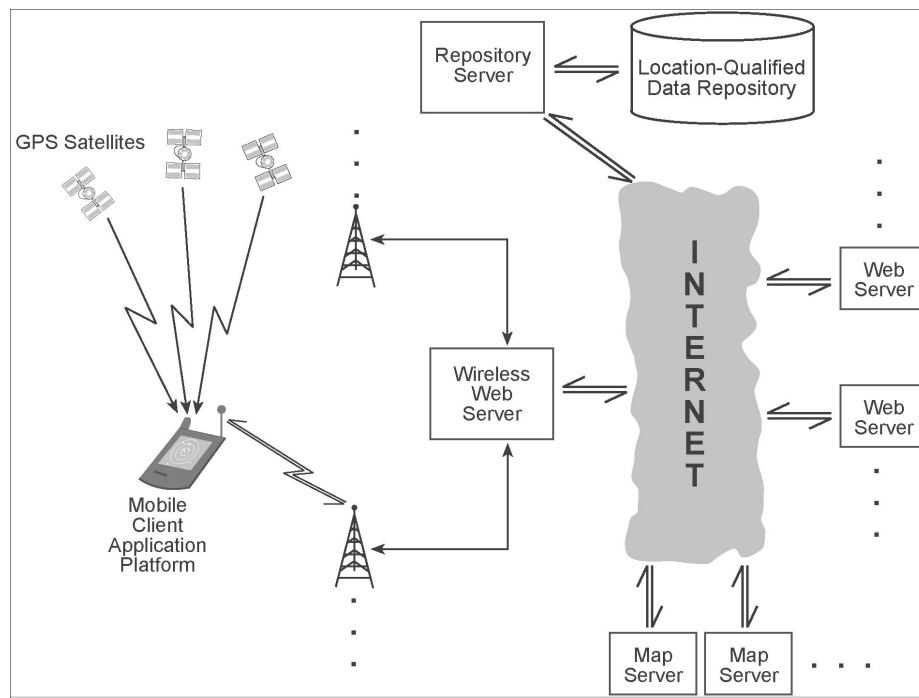 Repository
Server
Location-Qualified
Data Repository
GPS Satellites
INTERNET
Web
Server
Wireless
Web
Server
Web
Server
Mobile
Client
Application
Platform
Map
Server
Map
Server